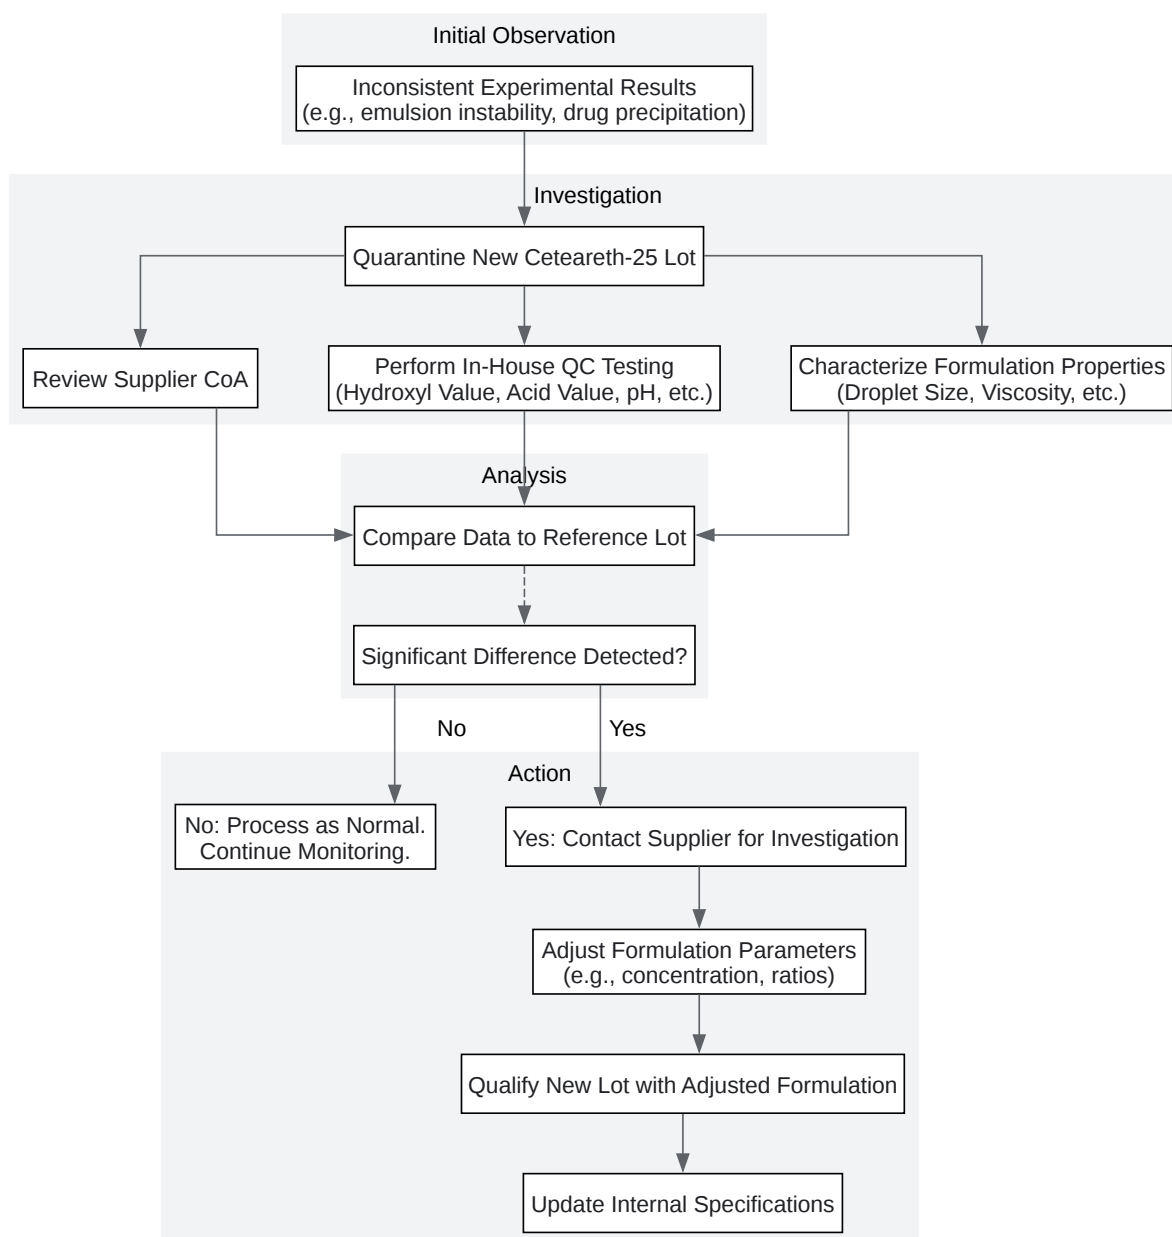 Initial Observation
Inconsistent Experimental Results
(e.g., emulsion instability, drug precipitation)
Investigation
Quarantine New Ceteareth-25 Lot
Review Supplier CoA
Perform In-House QC Testing
(Hydroxyl Value, Acid Value, pH, etc.)
Characterize Formulation Properties
(Droplet Size, Viscosity, etc.)
Analysis
Compare Data to Reference Lot
Significant Difference Detected?
No
Yes
Action
No: Process as Normal.
Continue Monitoring.
Yes: Contact Supplier for Investigation
Adjust Formulation Parameters
(e.g., concentration, ratios)
Qualify New Lot with Adjusted Formulation
Update Internal Specifications